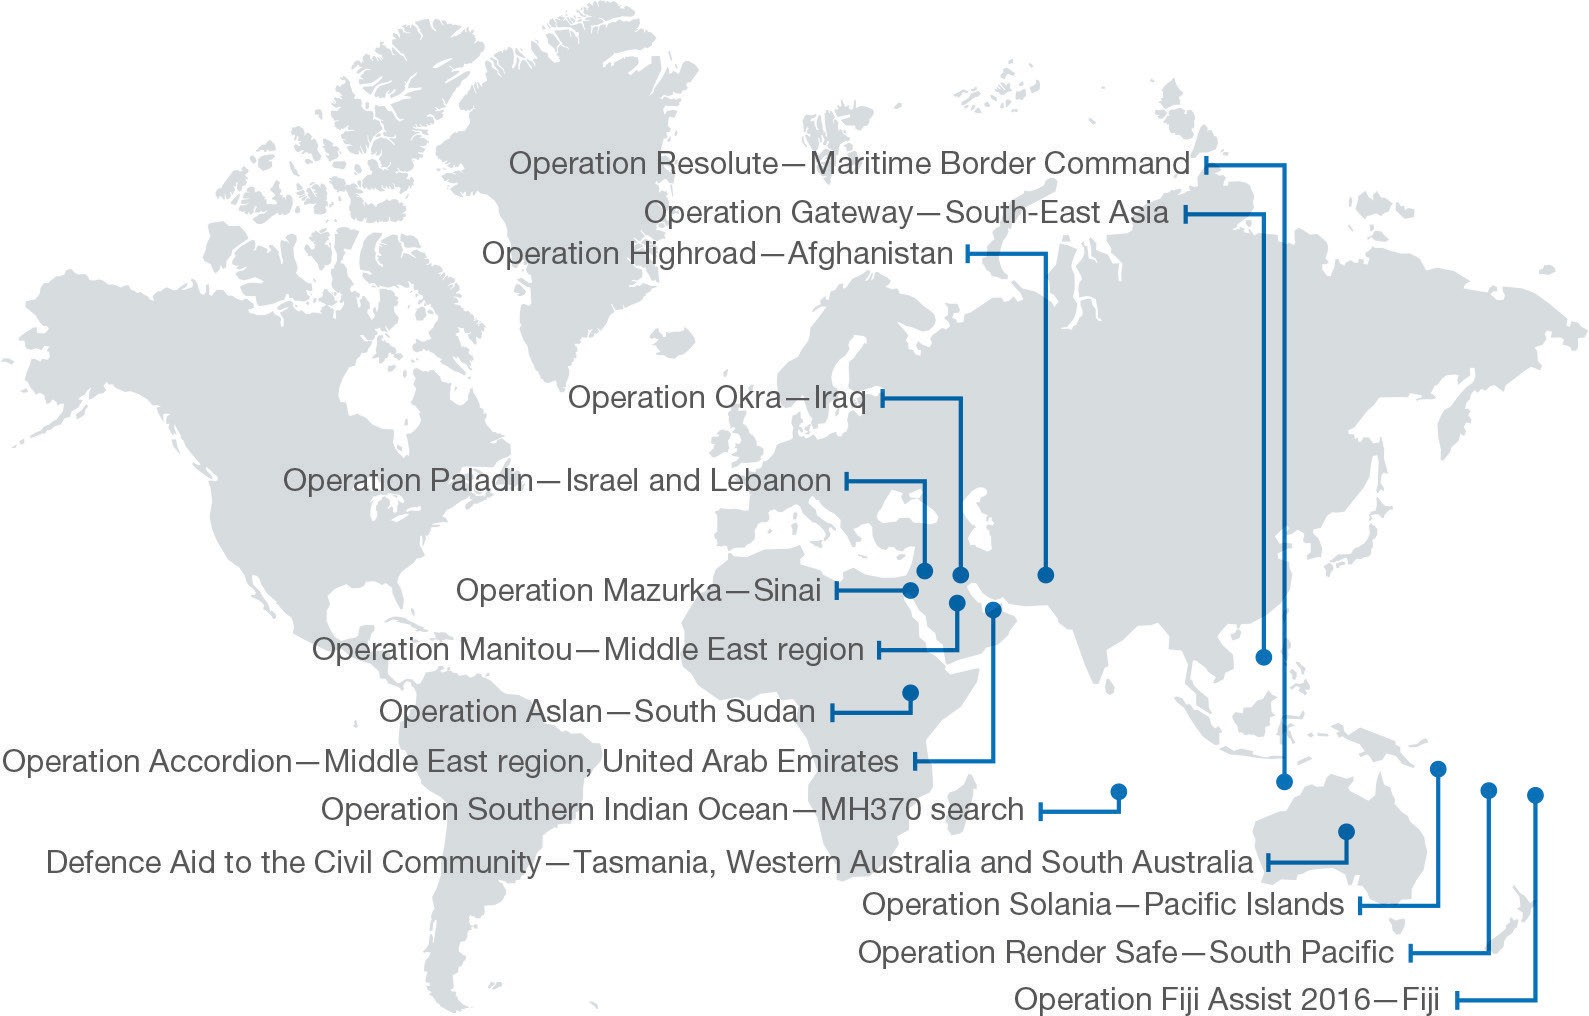 Operation Resolute—Maritime Border Command
Operation Gateway—South-East Asia
Operation Highroad—Afghanistan
Operation Okra—Iraq
Operation Paladin—Israel and Lebanon
Operation Mazurka—Sinai
Operation Manitou—Middle East region
Operation Aslan—South Sudan
Operation Accordion—Middle East region, United Arab Emirates
Operation Southern Indian Ocean—MH370 search
Defence Aid to the Civil Community—Tasmania, Western Australia and South Australia
Operation Solania—Pacific Islands
Operation Render Safe—South Pacific
Operation Fiji Assist 2016—Fiji